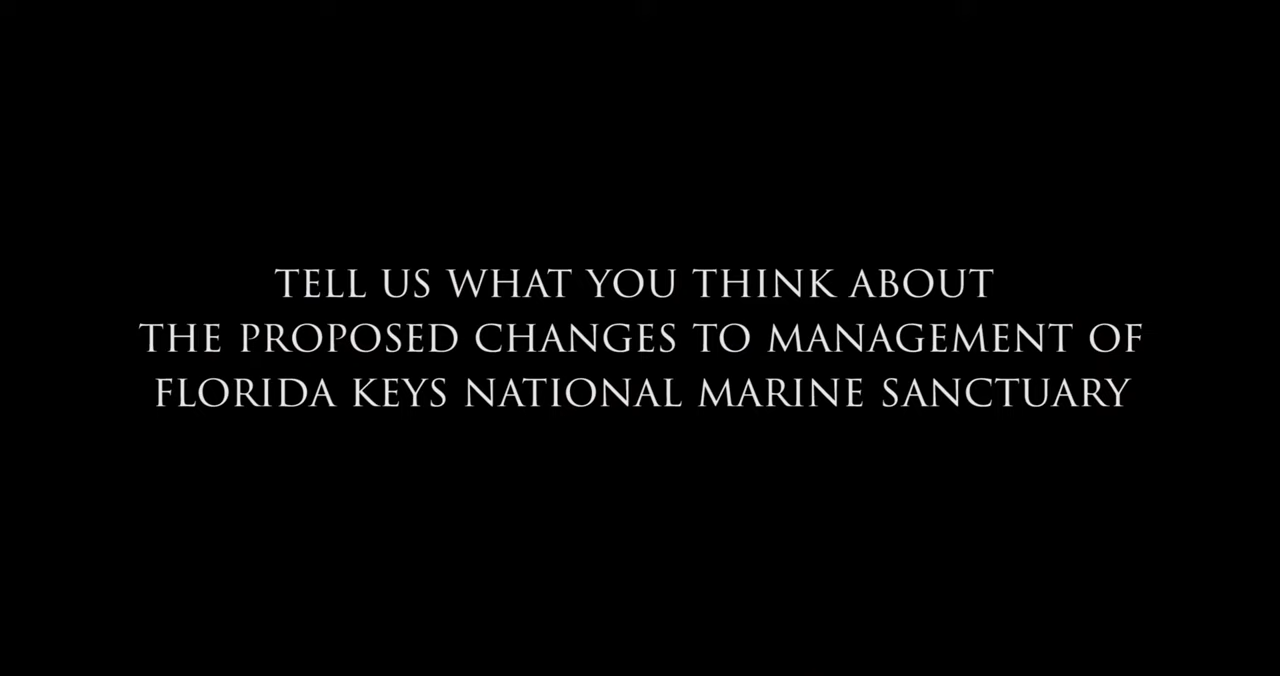 TELL US WHAT YOU THINK ABOUT
THE PROPOSED CHANGES TO MANAGEMENT OF
FLORIDA KEYS NATIONAL MARINE SANCTUARY